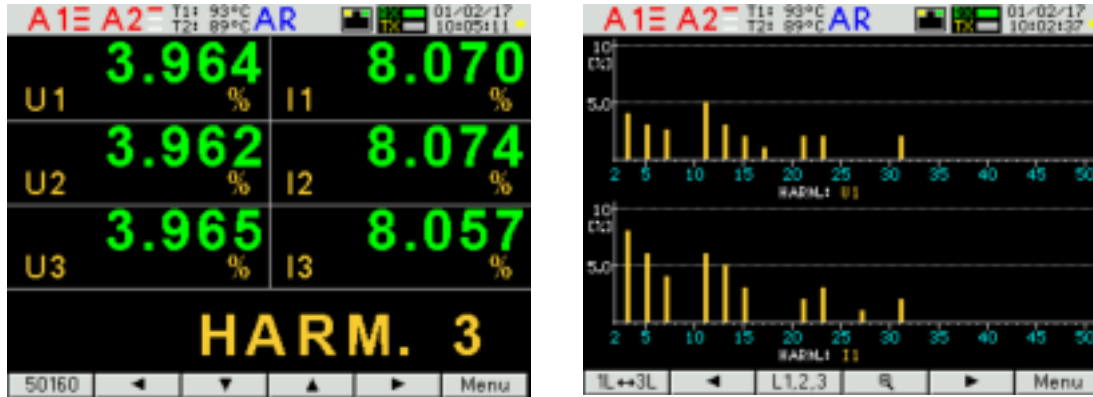 A1 A2 T1: 93°C AR RX 01/02/17
T2: 89°C TX 10:05:11
3.964 8.070
U1 % I1 %
3.962 8.074
U2 % I2 %
3.965 8.057
U3 % I3 %
HARM. 3
50160 ◄ ▼ ▲ ► Menu
A1 A2 T1: 93°C AR RX 01/02/17
T2: 89°C TX 10:02:37
10
[%]
5.0
2 5 10 15 20 25 30 35 40 45 50
HARM.: U1
10
[%]
5.0
2 5 10 15 20 25 30 35 40 45 50
HARM.: I1
1L↔3L ◄ L1,2,3 ► Menu